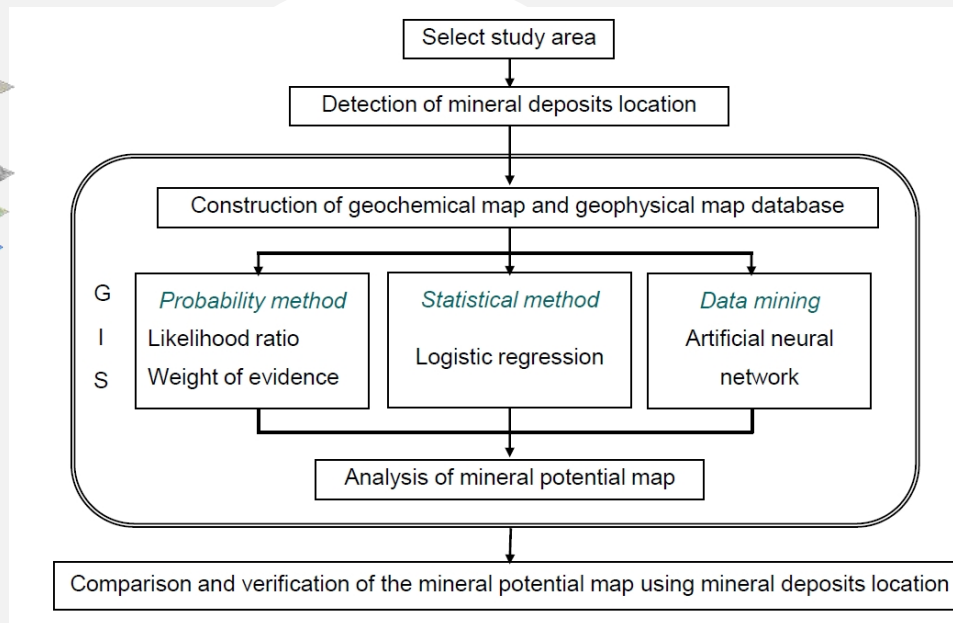 Select study area
Detection of mineral deposits location
Construction of geochemical map and geophysical map database
G
I
S
Probability method
Likelihood ratio
Weight of evidence
Statistical method
Logistic regression
Data mining
Artificial neural
network
Analysis of mineral potential map
Comparison and verification of the mineral potential map using mineral deposits location